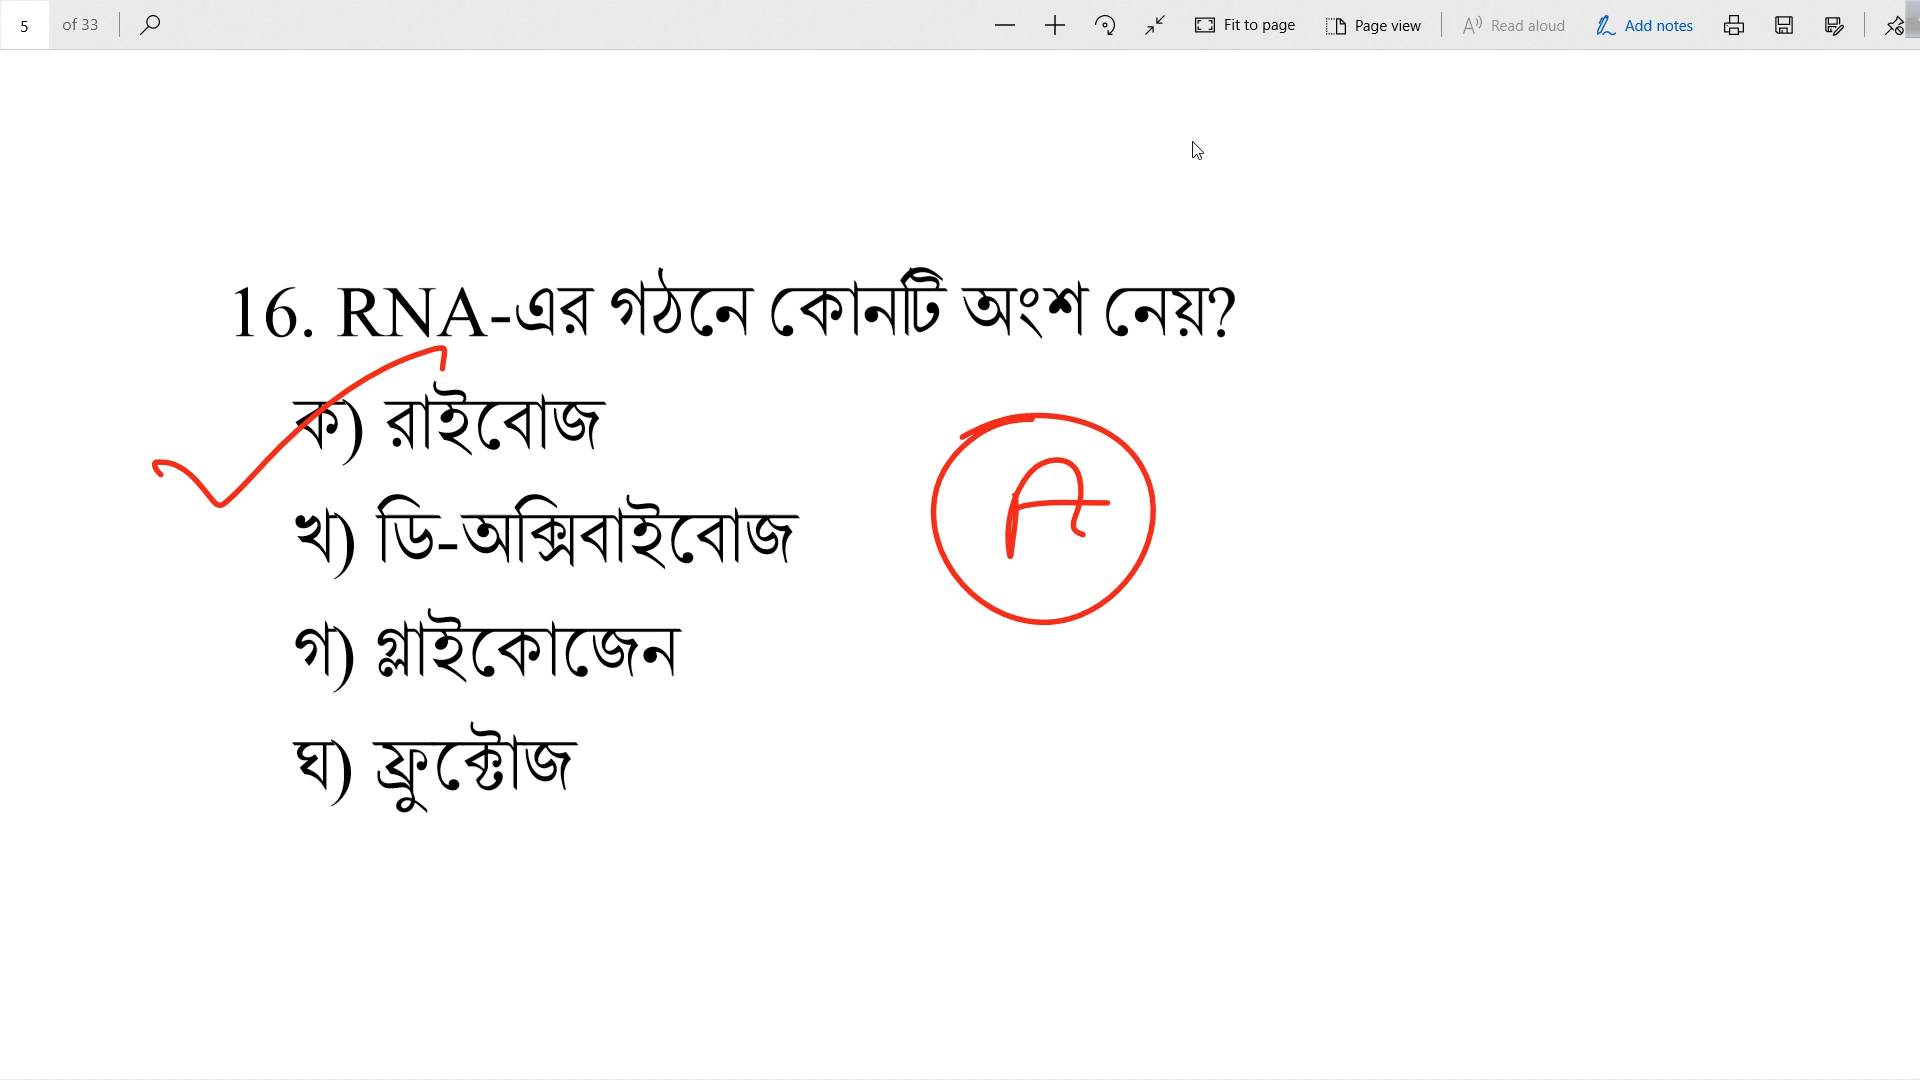 5 of 33 Fit to page Page view Read aloud Add notes
16. RNA-এর গঠনে কোনটি অংশ নেয়?
ক) রাইবোজ
খ) ডি-অক্সিবাইবোজ
A
গ) গ্লাইকোজেন
ঘ) ফ্রুক্টোজ